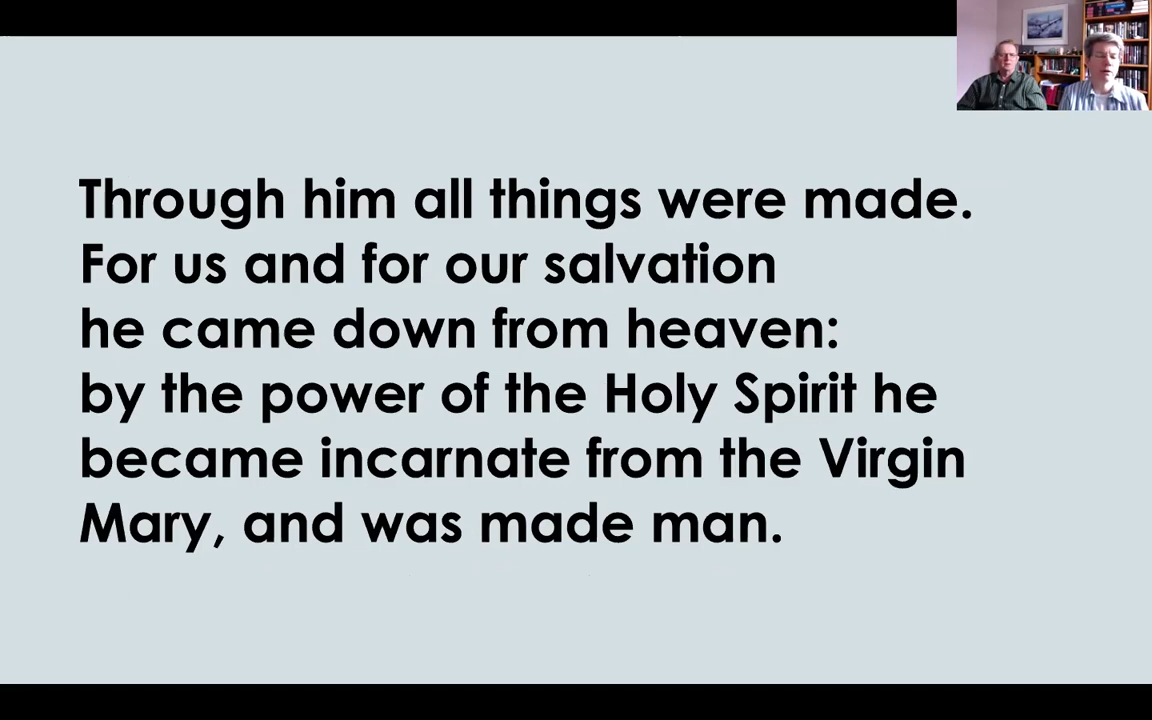 Through him all things were made.
For us and for our salvation
he came down from heaven:
by the power of the Holy Spirit he
became incarnate from the Virgin
Mary, and was made man.